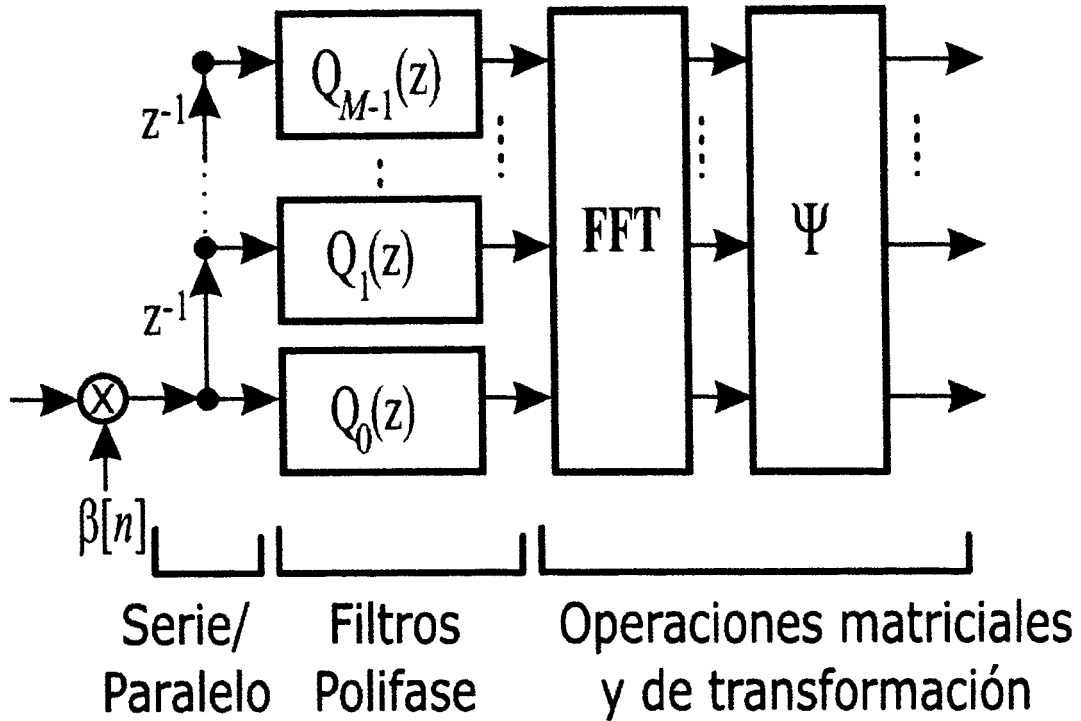 Q_{M-1}(z)
z^{-1}
Q_1(z)
FFT
Ψ
z^{-1}
Q_0(z)
X
β[n]
Serie/
Paralelo
Filtros
Polifase
Operaciones matriciales
y de transformación